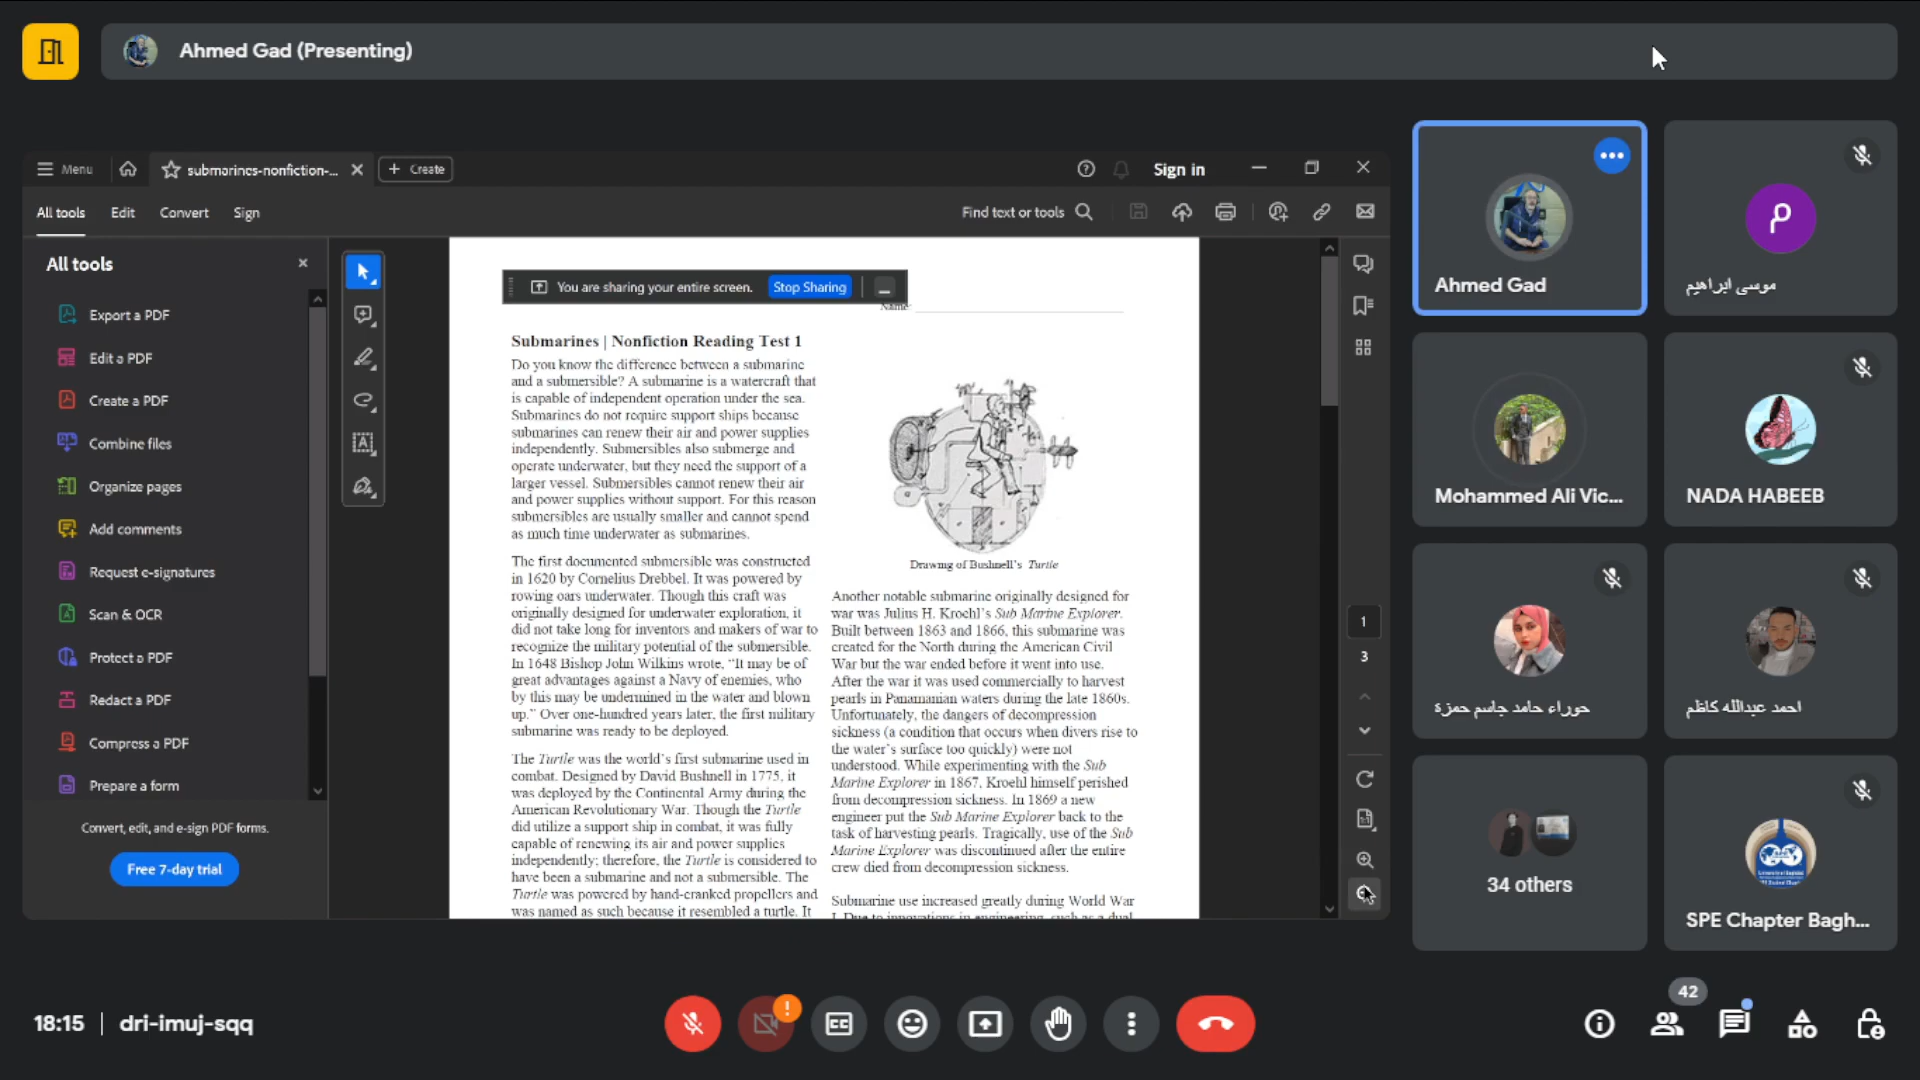 Ahmed Gad (Presenting)
Menu
submarines-nonfiction-...
Create
Sign in
All tools
Edit
Convert
Sign
Find text or tools
All tools
Export a PDF
Edit a PDF
Create a PDF
Combine files
Organize pages
Add comments
Request e-signatures
Scan & OCR
Protect a PDF
Redact a PDF
Compress a PDF
Prepare a form
Convert, edit, and e-sign PDF forms.
Free 7-day trial
You are sharing your entire screen.
Stop Sharing
Name:
Submarines | Nonfiction Reading Test 1
Do you know the difference between a submarine
and a submersible? A submarine is a watercraft that
is capable of independent operation under the sea.
Submarines do not require support ships because
submarines can renew their air and power supplies
independently. Submersibles also submerge and
operate underwater, but they need the support of a
larger vessel. Submersibles cannot renew their air
and power supplies without support. For this reason
submersibles are usually smaller and cannot spend
as much time underwater as submarines.
The first documented submersible was constructed
in 1620 by Cornelius Drebbel. It was powered by
rowing oars underwater. Though this craft was
originally designed for underwater exploration, it
did not take long for inventors and makers of war to
recognize the military potential of the submersible.
In 1648 Bishop John Wilkins wrote, “It may be of
great advantages against a Navy of enemies, who
by this may be undermined in the water and blown
up.” Over one-hundred years later, the first military
submarine was ready to be deployed.
The Turtle was the world’s first submarine used in
combat. Designed by David Bushnell in 1775, it
was deployed by the Continental Army during the
American Revolutionary War. Though the Turtle
did utilize a support ship in combat, it was fully
capable of renewing its air and power supplies
independently; therefore, the Turtle is considered to
have been a submarine and not a submersible. The
Turtle was powered by hand-cranked propellers and
was named as such because it resembled a turtle. It
Drawing of Bushnell’s Turtle
Another notable submarine originally designed for
war was Julius H. Kroehl’s Sub Marine Explorer.
Built between 1863 and 1866, this submarine was
created for the North during the American Civil
War but the war ended before it went into use.
After the war it was used commercially to harvest
pearls in Panamanian waters during the late 1860s.
Unfortunately, the dangers of decompression
sickness (a condition that occurs when divers rise to
the water’s surface too quickly) were not
understood. While experimenting with the Sub
Marine Explorer in 1867, Kroehl himself perished
from decompression sickness. In 1869 a new
engineer put the Sub Marine Explorer back to the
task of harvesting pearls. Tragically, use of the Sub
Marine Explorer was discontinued after the entire
crew died from decompression sickness.
Submarine use increased greatly during World War
I. Due to innovations in engineering, such as a dual
1
3
Ahmed Gad
م
موسى ابراهيم
Mohammed Ali Vic...
NADA HABEEB
حوراء حامد جاسم حمزة
احمد عبدالله كاظم
34 others
SPE Chapter Bagh...
18:15
dri-imuj-sqq
42